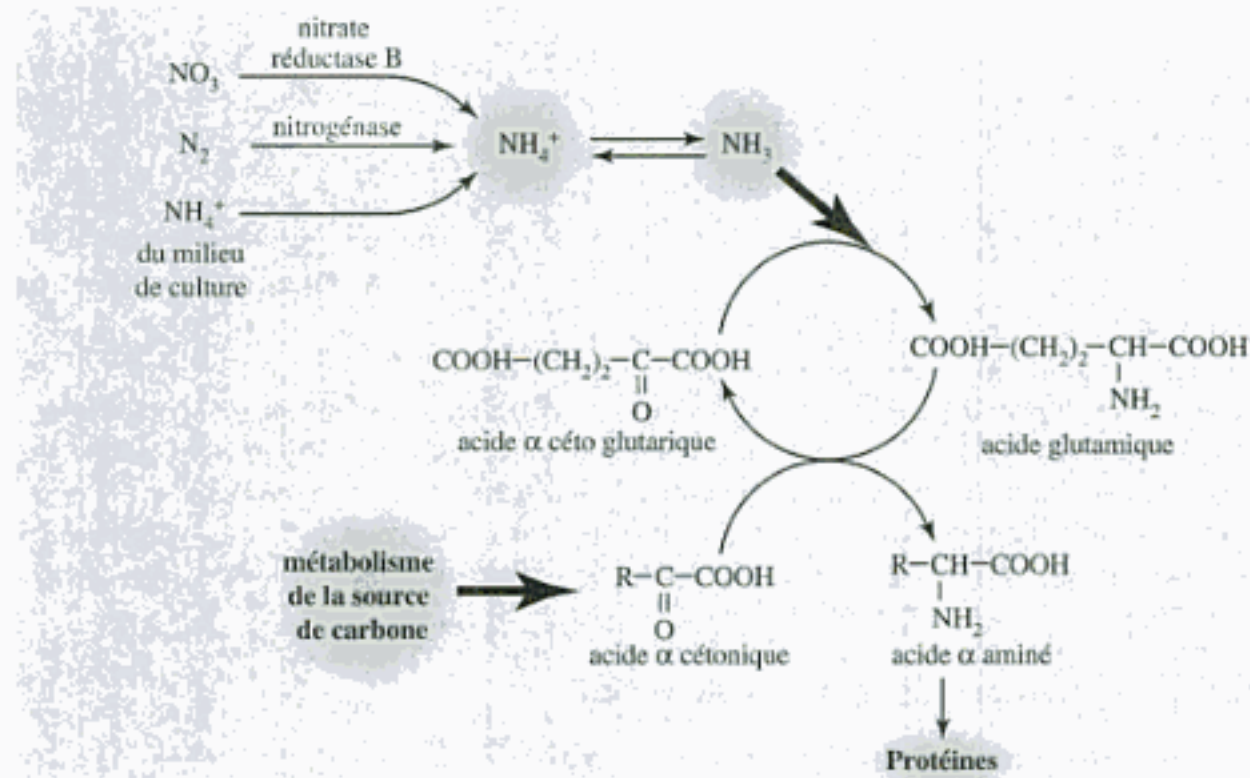 nitrate
réductase B
NO₃
N₂
nitrogénase
NH₄⁺
NH₃
NH₄⁺
du milieu
de culture
COOH–(CH₂)₂–C–COOH
||
O
acide α céto glutarique
COOH–(CH₂)₂–CH–COOH
|
NH₂
acide glutamique
métabolisme
de la source
de carbone
R–C–COOH
||
O
acide α cétonique
R–CH–COOH
|
NH₂
acide α aminé
Protéines